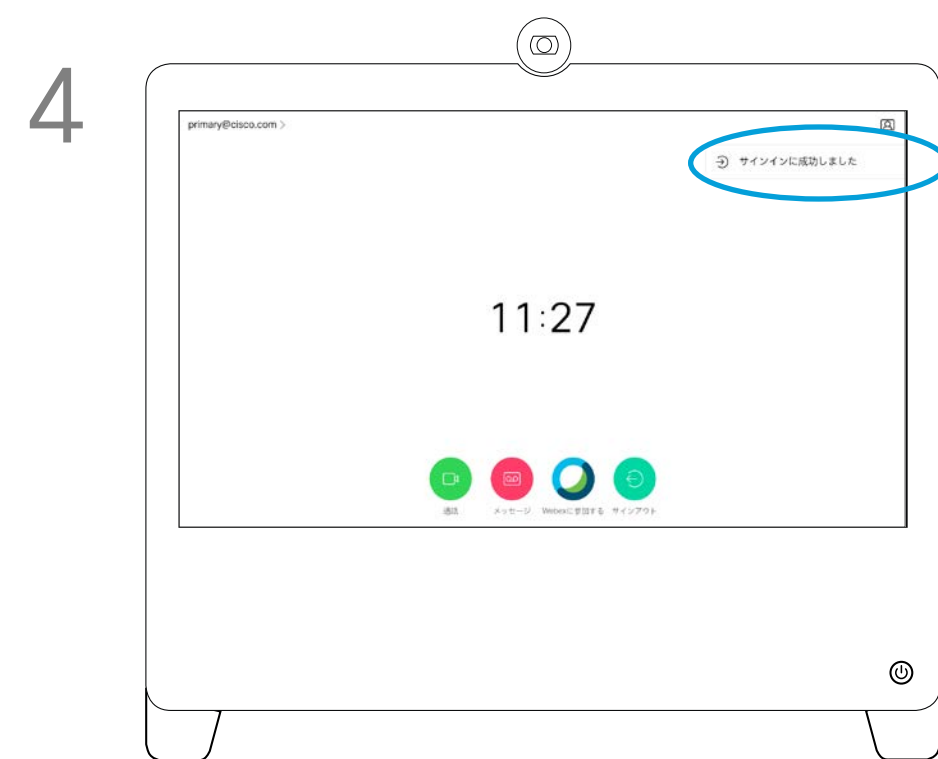 4
primary@cisco.com >
サインインに成功しました
11:27
通話
メッセージ
Webexに参加する
サインアウト